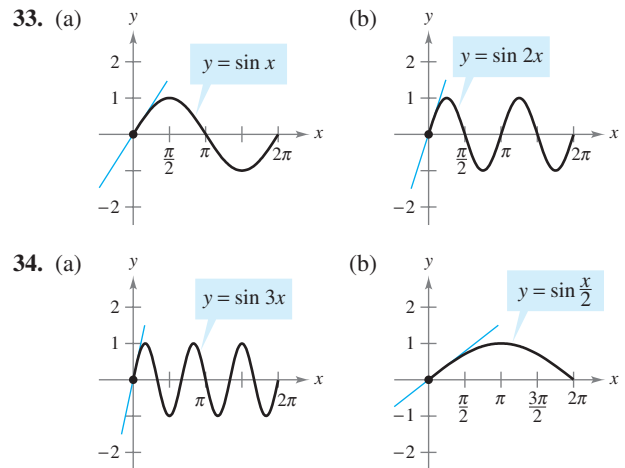 33. (a)
y
2
1
y = sin x
x
π/2
π
2π
−2
(b)
y
2
1
y = sin 2x
x
π/2
π
2π
−2
34. (a)
y
2
1
y = sin 3x
x
π
2π
−2
(b)
y
2
1
y = sin x/2
x
π/2
π
3π/2
2π
−1
−2